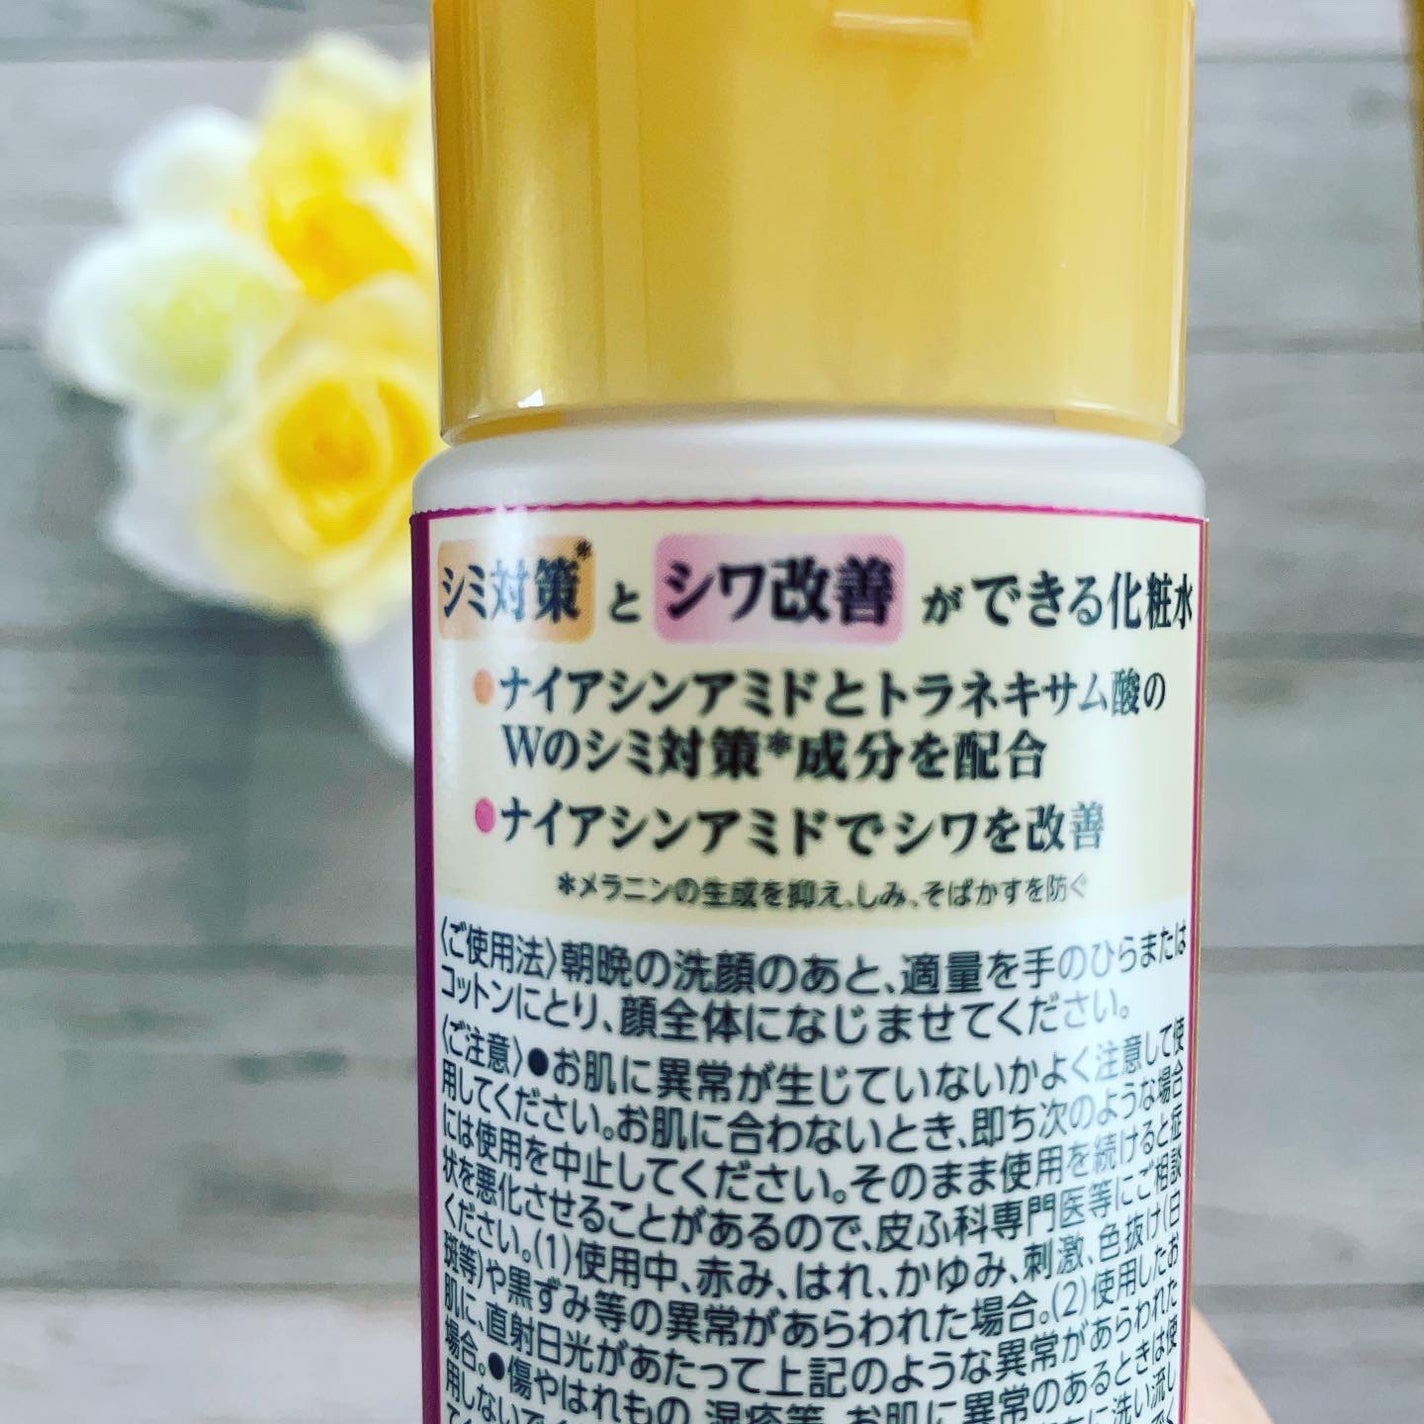 シミ対策*とシワ改善ができる化粧水
●ナイアシンアミドとトラネキサム酸の
Wのシミ対策*成分を配合
●ナイアシンアミドでシワを改善
*メラニンの生成を抑え、しみ、そばかすを防ぐ
〈ご使用法〉朝晩の洗顔のあと、適量を手のひらまたは
コットンにとり、顔全体になじませてください。
〈ご注意〉●お肌に異常が生じていないかよく注意して使
用してください。お肌に合わないとき、即ち次のような場合
には使用を中止してください。そのまま使用を続けると症
状を悪化させることがあるので、皮ふ科専門医等にご相談
ください。(1)使用中、赤み、はれ、かゆみ、刺激、色抜け(白
斑等)や黒ずみ等の異常があらわれた場合。(2)使用したお
肌に、直射日光があたって上記のような異常があらわれた
場合。●傷やはれもの、湿疹等、お肌に異常のあるときは使
用しないで